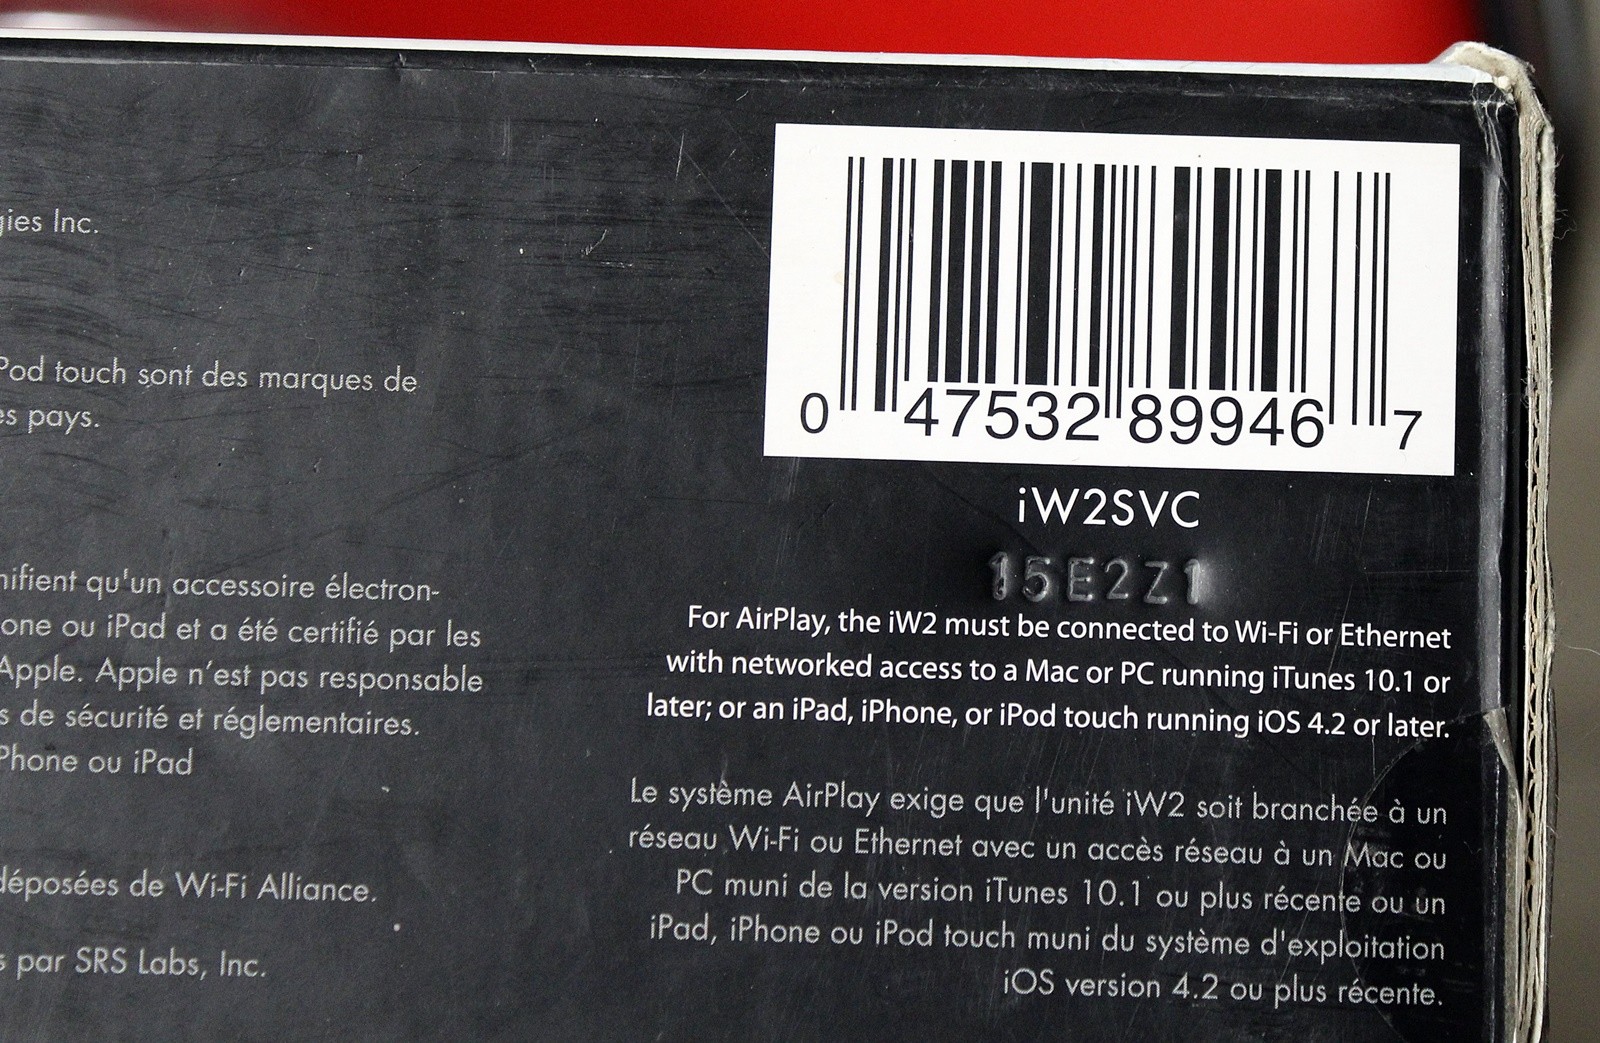 gies Inc.
Pod touch sont des marques de
es pays.
nifient qu'un accessoire électron-
one ou iPad et a été certifié par les
Apple. Apple n'est pas responsable
s de sécurité et réglementaires.
Phone ou iPad
déposées de Wi-Fi Alliance.
s par SRS Labs, Inc.
0 47532 89946 7
iW2SVC
15E2Z1
For AirPlay, the iW2 must be connected to Wi-Fi or Ethernet
with networked access to a Mac or PC running iTunes 10.1 or
later; or an iPad, iPhone, or iPod touch running iOS 4.2 or later.
Le système AirPlay exige que l'unité iW2 soit branchée à un
réseau Wi-Fi ou Ethernet avec un accès réseau à un Mac ou
PC muni de la version iTunes 10.1 ou plus récente ou un
iPad, iPhone ou iPod touch muni du système d'exploitation
iOS version 4.2 ou plus récente.